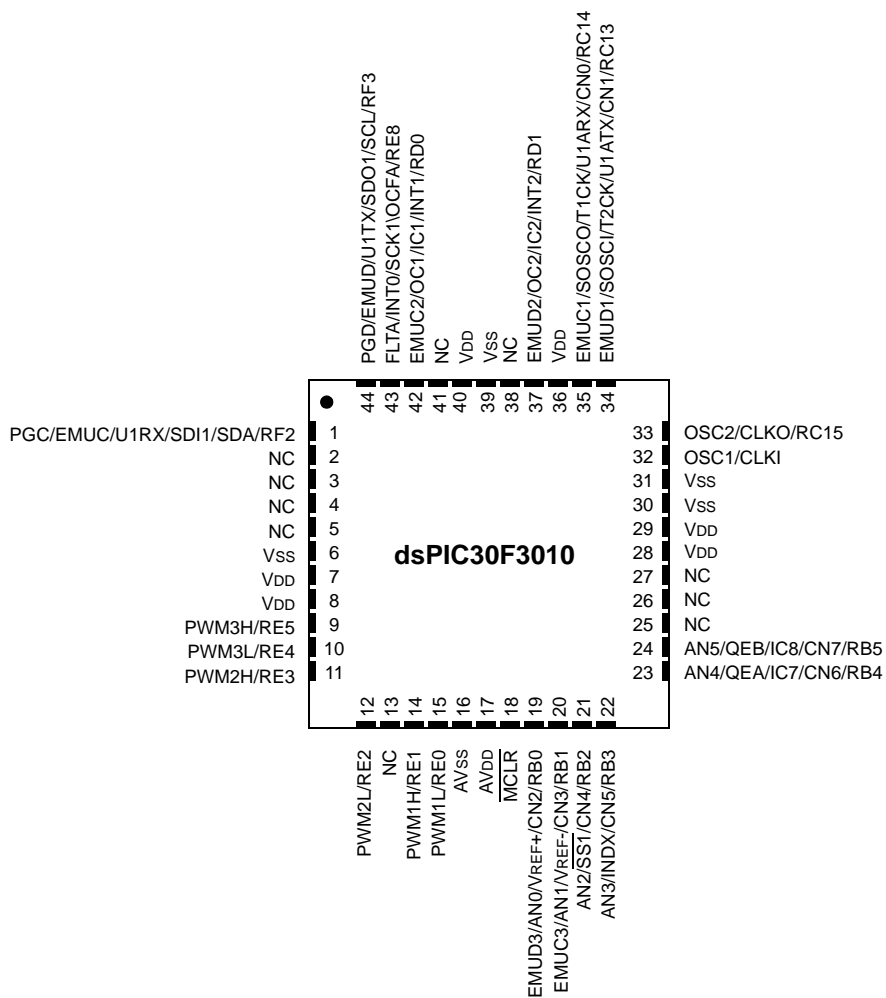 PGD/EMUD/U1TX/SDO1/SCL/RF3
FLTA/INT0/SCK1\OCFA/RE8
EMUC2/OC1/IC1/INT1/RD0
NC
VDD
VSS
NC
EMUD2/OC2/IC2/INT2/RD1
VDD
EMUC1/SOSCO/T1CK/U1ARX/CN0/RC14
EMUD1/SOSCI/T2CK/U1ATX/CN1/RC13
44 43 42 41 40 39 38 37 36 35 34
PGC/EMUC/U1RX/SDI1/SDA/RF2 1
NC 2
NC 3
NC 4
NC 5
VSS 6
VDD 7
VDD 8
PWM3H/RE5 9
PWM3L/RE4 10
PWM2H/RE3 11
dsPIC30F3010
33 OSC2/CLKO/RC15
32 OSC1/CLKI
31 VSS
30 VSS
29 VDD
28 VDD
27 NC
26 NC
25 NC
24 AN5/QEB/IC8/CN7/RB5
23 AN4/QEA/IC7/CN6/RB4
12 13 14 15 16 17 18 19 20 21 22
PWM2L/RE2
NC
PWM1H/RE1
PWM1L/RE0
AVSS
AVDD
MCLR
EMUD3/AN0/VREF+/CN2/RB0
EMUC3/AN1/VREF-/CN3/RB1
AN2/SS1/CN4/RB2
AN3/INDX/CN5/RB3